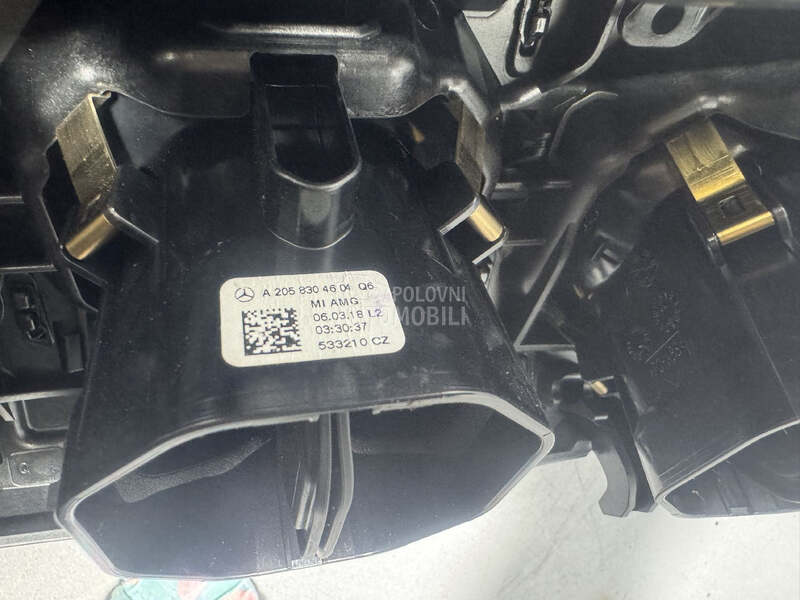 A 205 830 46 04 Q6
MI AMG
06.03.18 L2
03:30:37
533210 CZ
POLOVNI
MOBILI
G